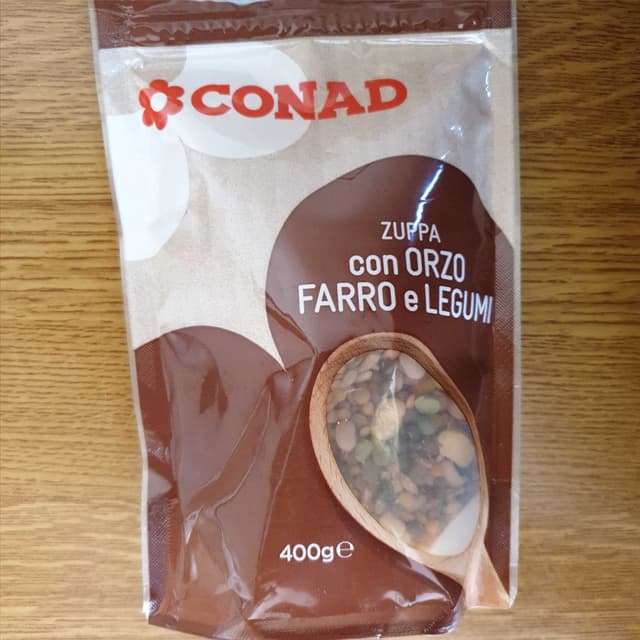 CONAD
ZUPPA
con ORZO
FARRO e LEGUMI
400g℮